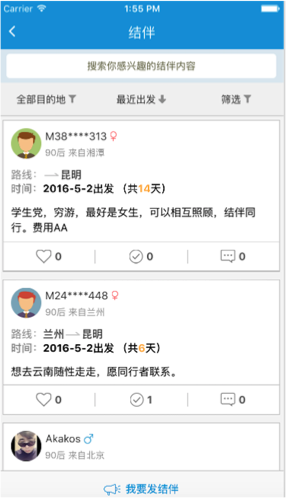 Carrier 1:55 PM
结伴
搜索你感兴趣的结伴内容
全部目的地 最近出发 筛选
M38****313
90后 来自湘潭
路线： 昆明
时间：2016-5-2出发 （共14天）
学生党，穷游，最好是女生，可以相互照顾，结伴同
行。费用AA
0 0 0
M24****448
90后 来自兰州
路线：兰州 昆明
时间：2016-5-2出发 （共6天）
想去云南随性走走，愿同行者联系。
0 1 0
Akakos
90后 来自北京
我要发结伴